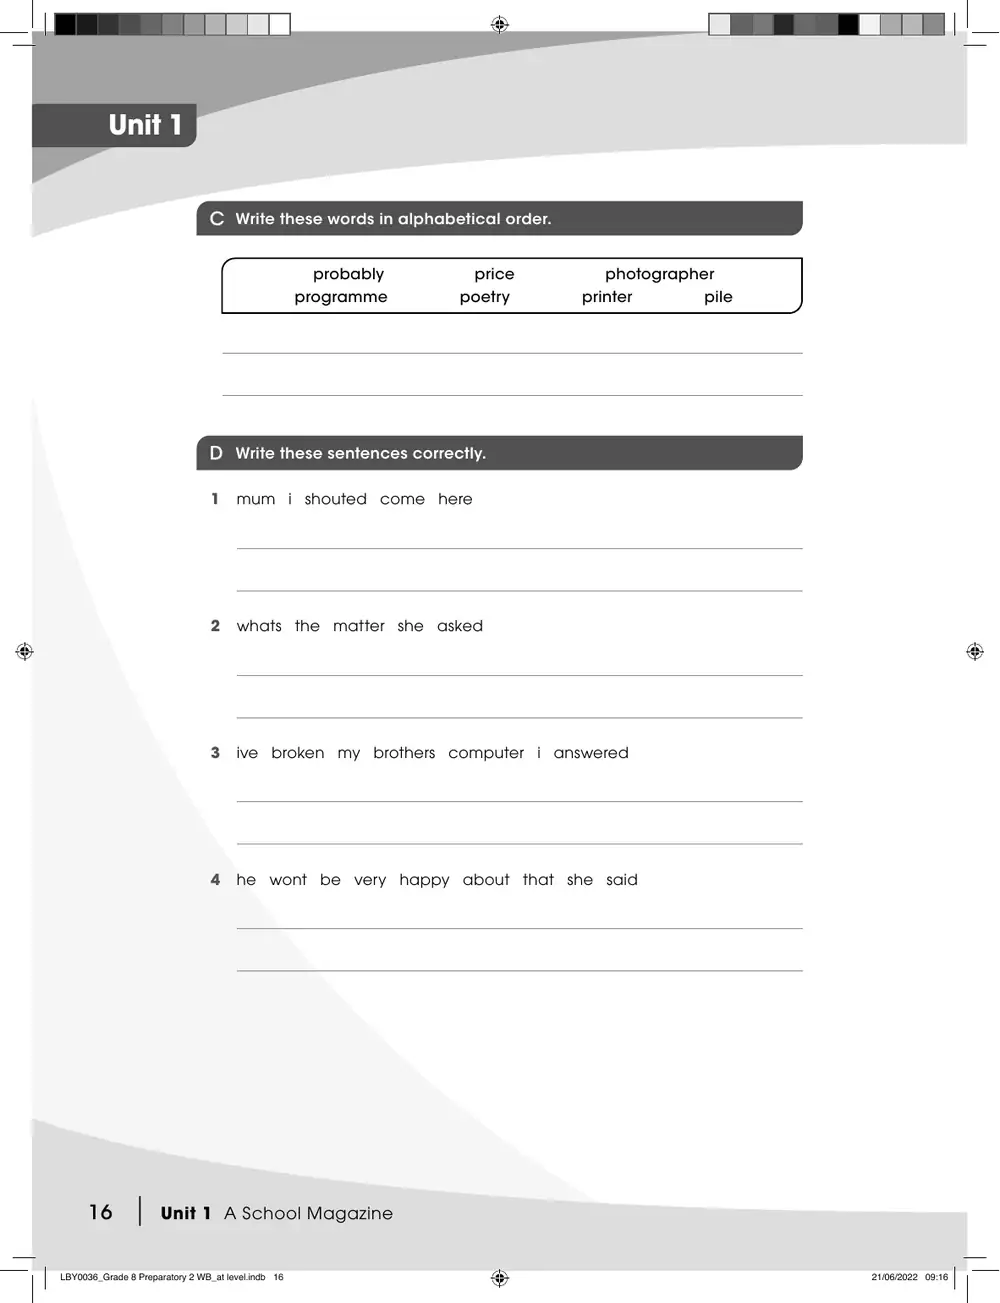 Unit 1
C Write these words in alphabetical order.
probably price photographer
programme poetry printer pile
D Write these sentences correctly.
1 mum i shouted come here
2 whats the matter she asked
3 ive broken my brothers computer i answered
4 he wont be very happy about that she said
16 Unit 1 A School Magazine
LBY0036_Grade 8 Preparatory 2 WB_at level.indb 16 21/06/2022 09:16